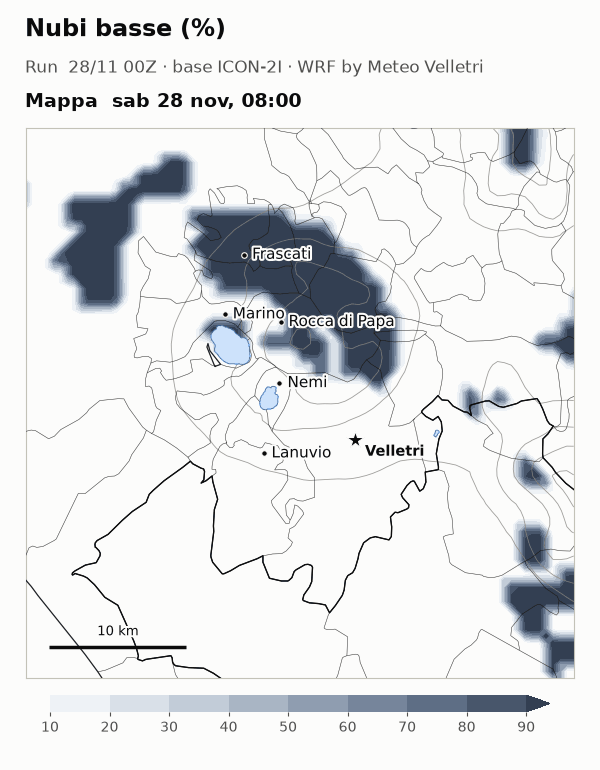 Nubi basse (%)
Run  28/11 00Z · base ICON-2I · WRF by Meteo Velletri
Mappa  sab 28 nov, 08:00
Frascati
Marino
Rocca di Papa
Nemi
Velletri
Lanuvio
10 km
10 20 30 40 50 60 70 80 90